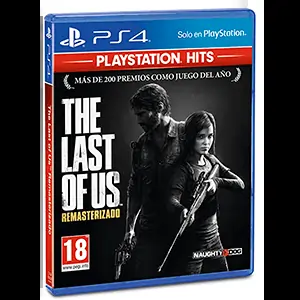 PS4
Solo en PlayStation.
PLAYSTATION HITS
MÁS DE 200 PREMIOS COMO JUEGO DEL AÑO
THE
LAST
OF US
REMASTERIZADO
18
www.pegi.info
NAUGHTY DOG
The Last of Us™ Remasterizado